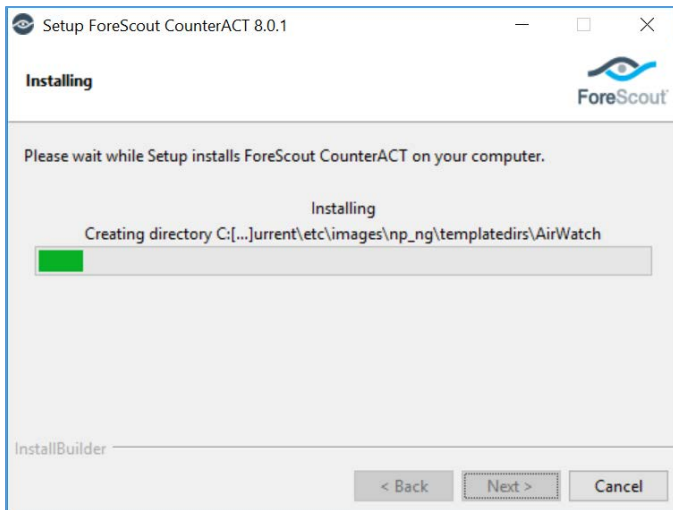 Setup ForeScout CounterACT 8.0.1
Installing
ForeScout
Please wait while Setup installs ForeScout CounterACT on your computer.
Installing
Creating directory C:[...]urrent\etc\images\np_ng\templatedirs\AirWatch
InstallBuilder
< Back Next > Cancel